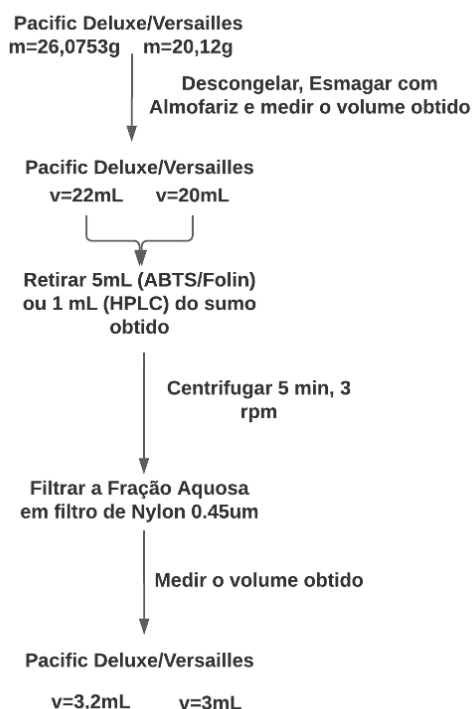 Pacific Deluxe/Versailles
m=26,0753g m=20,12g
Descongelar, Esmagar com
Almofariz e medir o volume obtido
Pacific Deluxe/Versailles
v=22mL v=20mL
Retirar 5mL (ABTS/Folin)
ou 1 mL (HPLC) do sumo
obtido
Centrifugar 5 min, 3
rpm
Filtrar a Fração Aquosa
em filtro de Nylon 0.45um
Medir o volume obtido
Pacific Deluxe/Versailles
v=3,2mL v=3mL